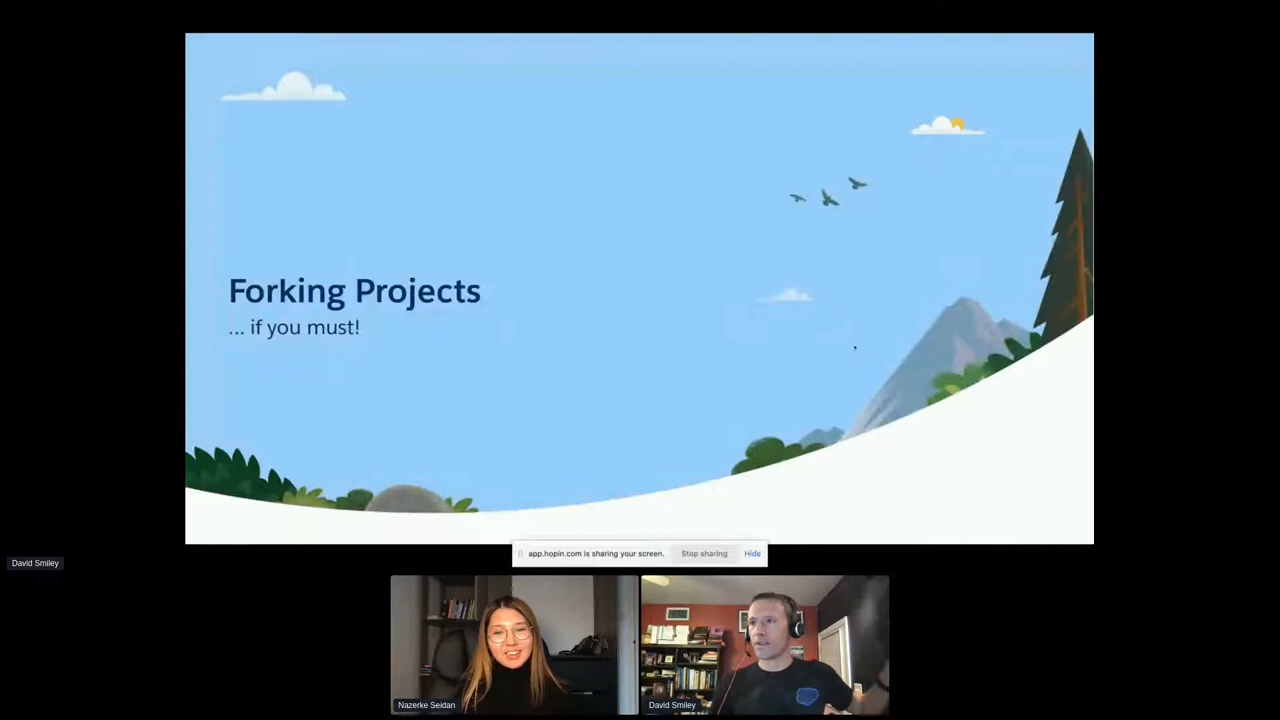 Forking Projects
... if you must!
app.hopin.com is sharing your screen.
Stop sharing
Hide
David Smiley
Nazerke Seidan
David Smiley